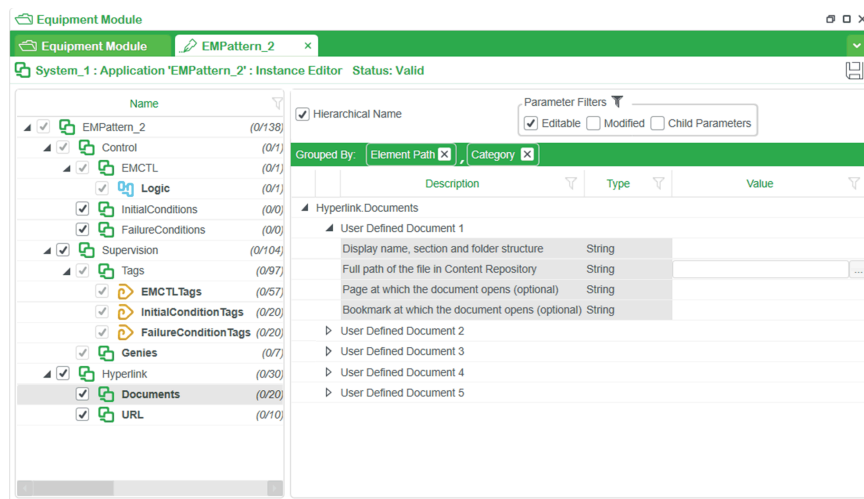 Equipment Module
Equipment Module
EMPattern_2 ×
System_1 : Application 'EMPattern_2' : Instance Editor Status: Valid
Name
EMPattern_2 (0/138)
Control (0/1)
EMCTL (0/1)
Logic (0/1)
InitialConditions (0/0)
FailureConditions (0/0)
Supervision (0/104)
Tags (0/97)
EMCTLTags (0/57)
InitialConditionTags (0/20)
FailureConditionTags (0/20)
Genies (0/7)
Hyperlink (0/30)
Documents (0/20)
URL (0/10)
Hierarchical Name
Parameter Filters
Editable Modified Child Parameters
Grouped By: Element Path , Category
Description Type Value
Hyperlink.Documents
User Defined Document 1
Display name, section and folder structure String
Full path of the file in Content Repository String ...
Page at which the document opens (optional) String
Bookmark at which the document opens (optional) String
User Defined Document 2
User Defined Document 3
User Defined Document 4
User Defined Document 5